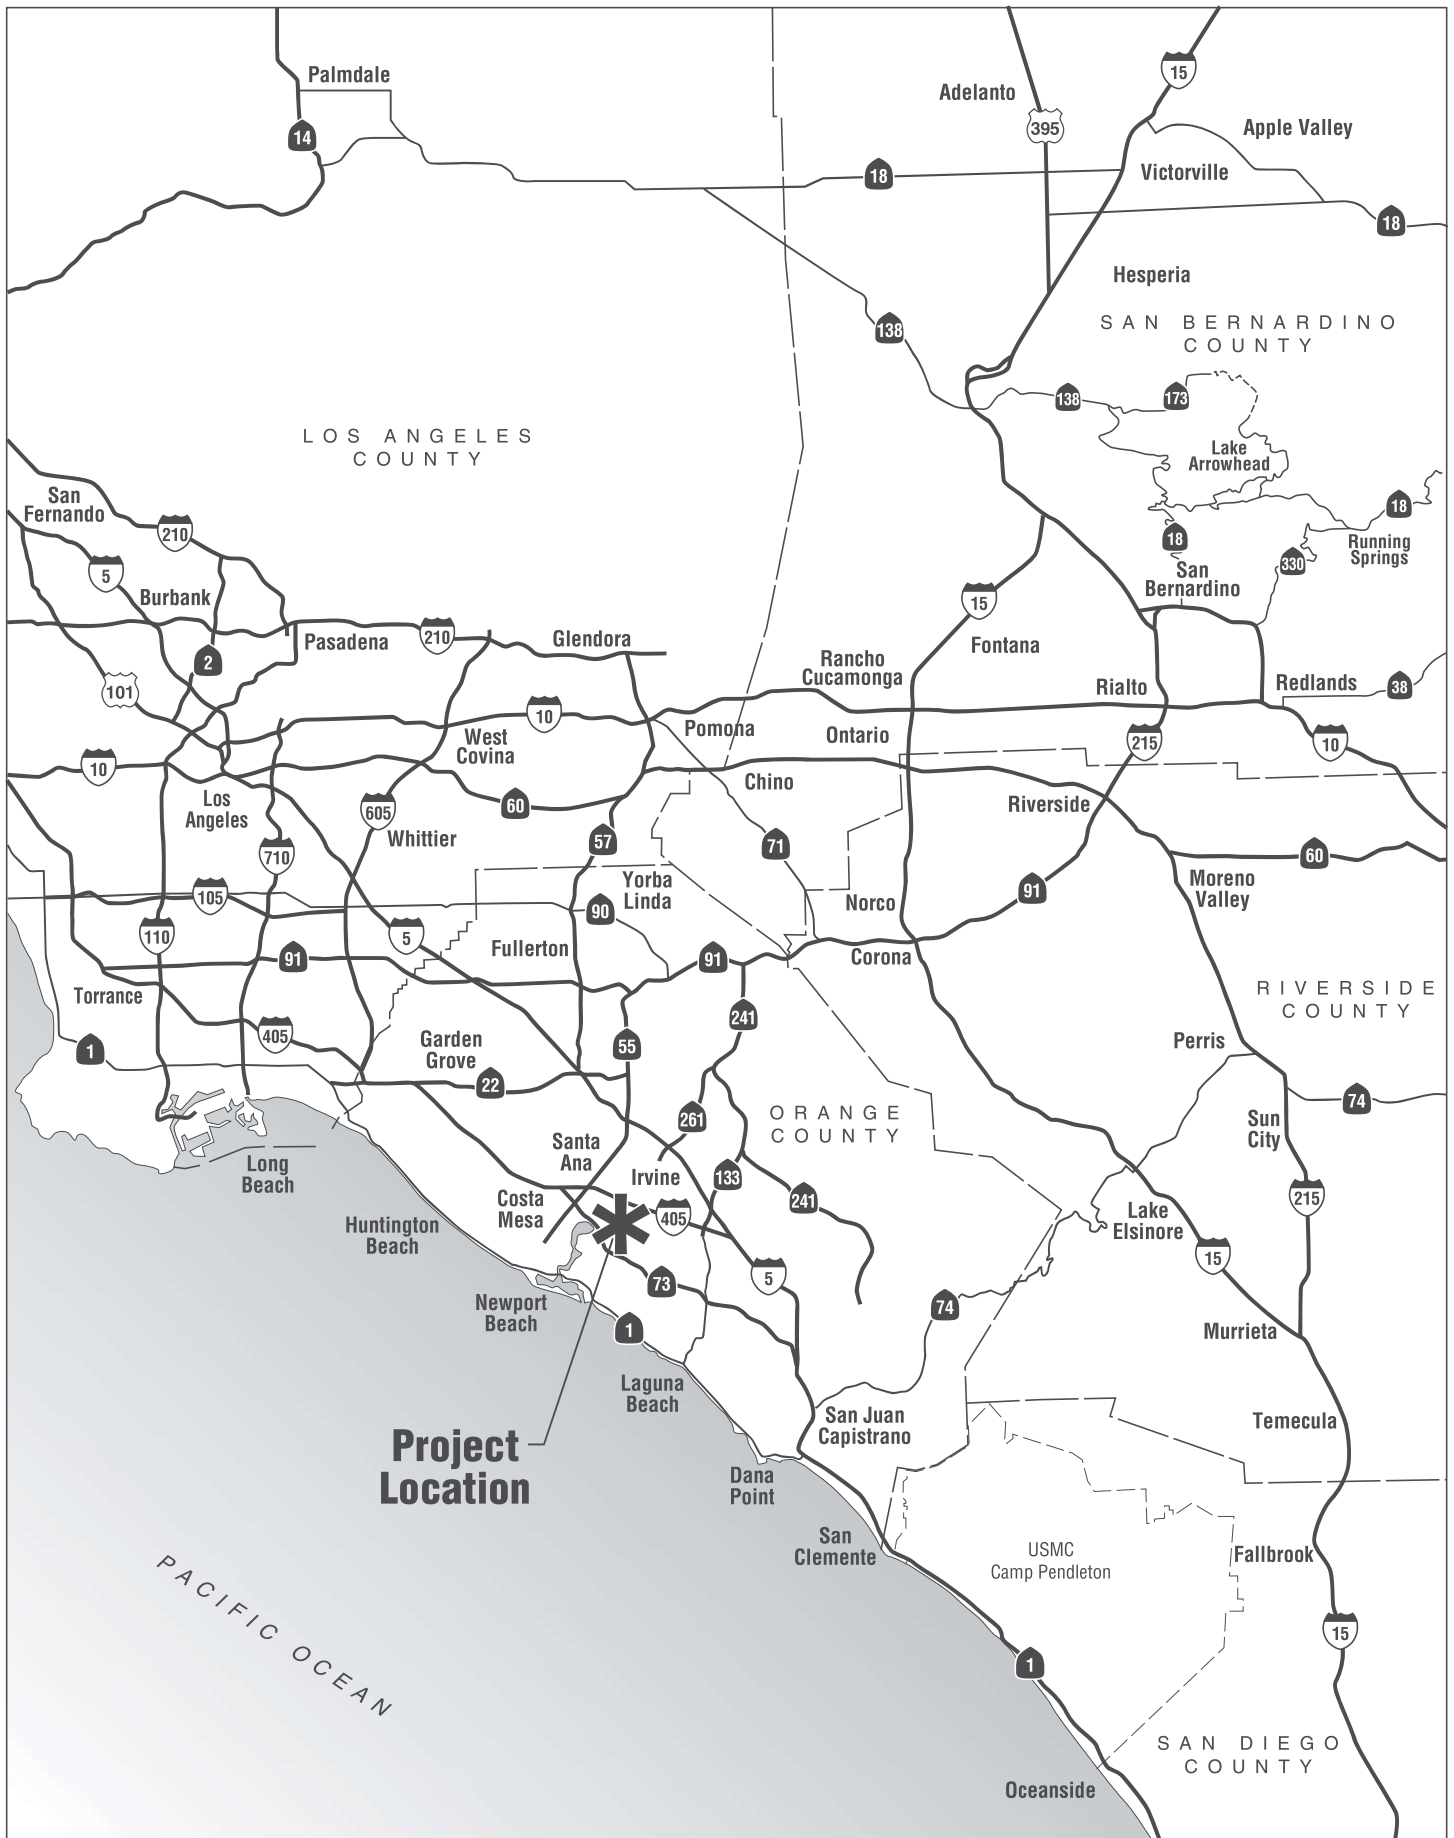 Palmdale
14
Adelanto
395
15
Apple Valley
Victorville
18
18
Hesperia
138
SAN BERNARDINO
COUNTY
138
173
Lake
Arrowhead
LOS ANGELES
COUNTY
San
Fernando
210
5
Burbank
18
18
330
Running
Springs
San
Bernardino
15
Fontana
2
101
Pasadena
210
Glendora
Rancho
Cucamonga
Rialto
Redlands
38
10
West
Covina
Pomona
Ontario
215
10
10
Los
Angeles
605
60
Chino
Riverside
Whittier
710
57
71
60
105
Yorba
Linda
90
Norco
91
Moreno
Valley
110
91
5
Fullerton
91
Corona
RIVERSIDE
COUNTY
Torrance
405
1
Garden
Grove
22
55
241
Perris
74
261
ORANGE
COUNTY
Sun
City
Long
Beach
Santa
Ana
Irvine
133
241
215
Costa
Mesa
405
Lake
Elsinore
Huntington
Beach
15
73
5
Newport
Beach
1
74
Murrieta
Laguna
Beach
San Juan
Capistrano
Temecula
Project
Location
Dana
Point
San
Clemente
USMC
Camp Pendleton
Fallbrook
PACIFIC OCEAN
15
1
SAN DIEGO
COUNTY
Oceanside